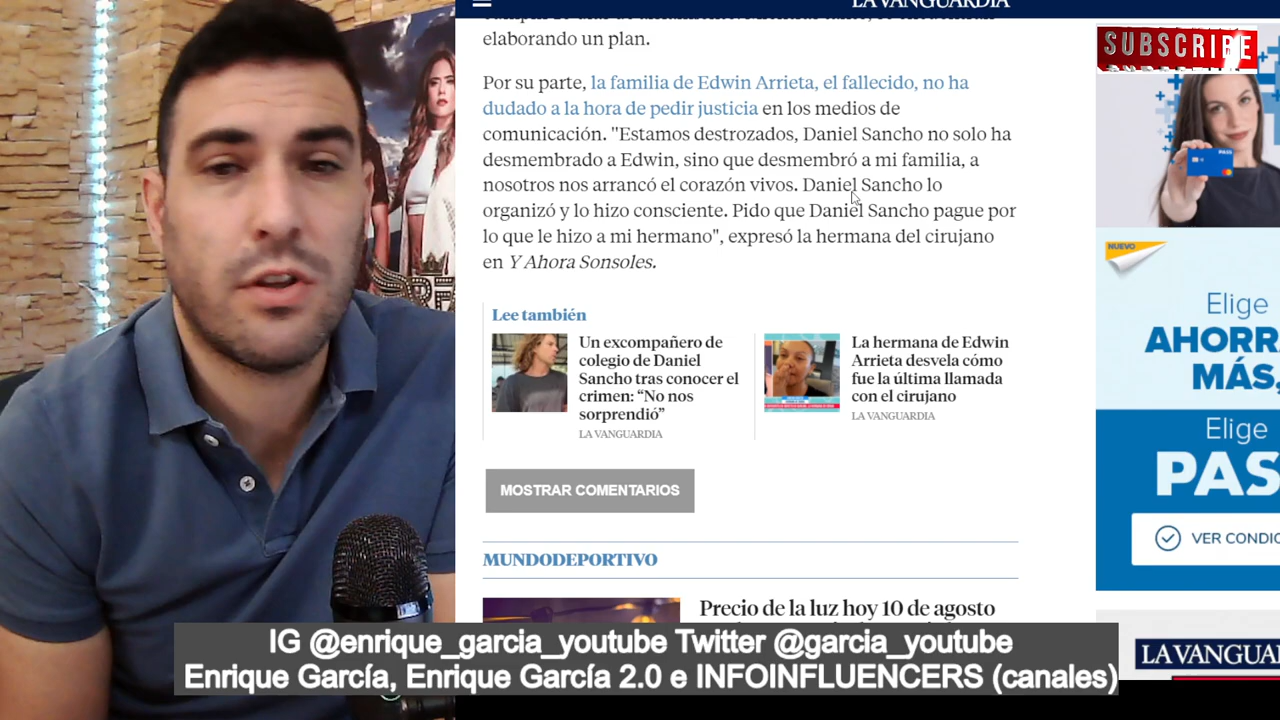 LA VANGUARDIA
SUBSCRIBE
elaborando un plan.
Por su parte, la familia de Edwin Arrieta, el fallecido, no ha
dudado a la hora de pedir justicia en los medios de
comunicación. "Estamos destrozados, Daniel Sancho no solo ha
desmembrado a Edwin, sino que desmembró a mi familia, a
nosotros nos arrancó el corazón vivos. Daniel Sancho lo
organizó y lo hizo consciente. Pido que Daniel Sancho pague por
lo que le hizo a mi hermano", expresó la hermana del cirujano
en Y Ahora Sonsoles.
Lee también
Un excompañero de
colegio de Daniel
Sancho tras conocer el
crimen: “No nos
sorprendió”
LA VANGUARDIA
La hermana de Edwin
Arrieta desvela cómo
fue la última llamada
con el cirujano
LA VANGUARDIA
MOSTRAR COMENTARIOS
MUNDODEPORTIVO
Precio de la luz hoy 10 de agosto
PASS
NUEVO
Elige
AHORR
MÁS.
Elige
PAS
VER CONDIC
LA VANGUA
IG @enrique_garcia_youtube Twitter @garcia_youtube
Enrique García, Enrique García 2.0 e INFOINFLUENCERS (canales)